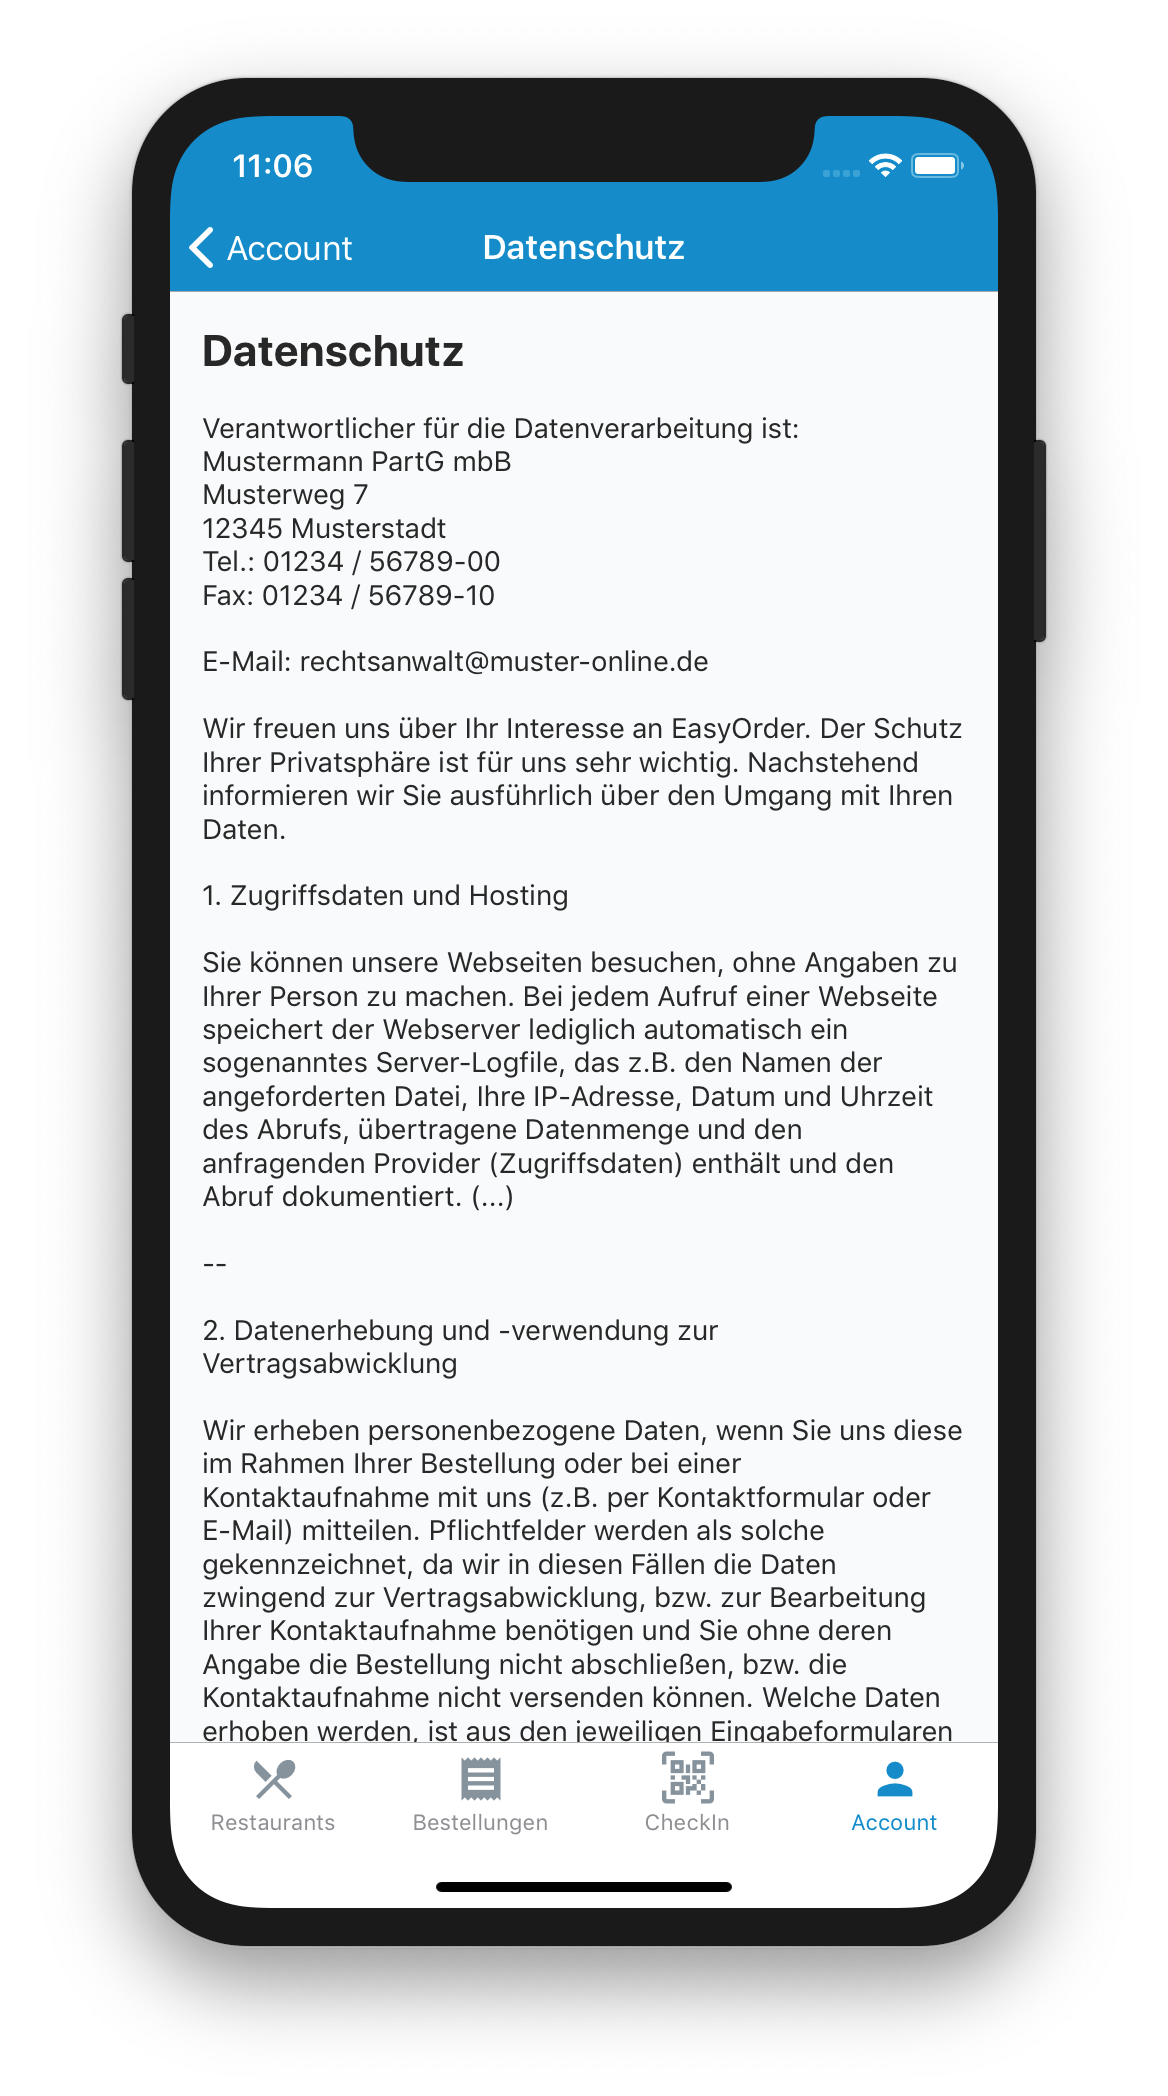 11:06
Account
Datenschutz
Datenschutz
Verantwortlicher für die Datenverarbeitung ist:
Mustermann PartG mbB
Musterweg 7
12345 Musterstadt
Tel.: 01234 / 56789-00
Fax: 01234 / 56789-10
E-Mail: rechtsanwalt@muster-online.de
Wir freuen uns über Ihr Interesse an EasyOrder. Der Schutz
Ihrer Privatsphäre ist für uns sehr wichtig. Nachstehend
informieren wir Sie ausführlich über den Umgang mit Ihren
Daten.
1. Zugriffsdaten und Hosting
Sie können unsere Webseiten besuchen, ohne Angaben zu
Ihrer Person zu machen. Bei jedem Aufruf einer Webseite
speichert der Webserver lediglich automatisch ein
sogenanntes Server-Logfile, das z.B. den Namen der
angeforderten Datei, Ihre IP-Adresse, Datum und Uhrzeit
des Abrufs, übertragene Datenmenge und den
anfragenden Provider (Zugriffsdaten) enthält und den
Abruf dokumentiert. (...)
--
2. Datenerhebung und -verwendung zur
Vertragsabwicklung
Wir erheben personenbezogene Daten, wenn Sie uns diese
im Rahmen Ihrer Bestellung oder bei einer
Kontaktaufnahme mit uns (z.B. per Kontaktformular oder
E-Mail) mitteilen. Pflichtfelder werden als solche
gekennzeichnet, da wir in diesen Fällen die Daten
zwingend zur Vertragsabwicklung, bzw. zur Bearbeitung
Ihrer Kontaktaufnahme benötigen und Sie ohne deren
Angabe die Bestellung nicht abschließen, bzw. die
Kontaktaufnahme nicht versenden können. Welche Daten
erhoben werden, ist aus den jeweiligen Eingabeformularen
Restaurants
Bestellungen
CheckIn
Account